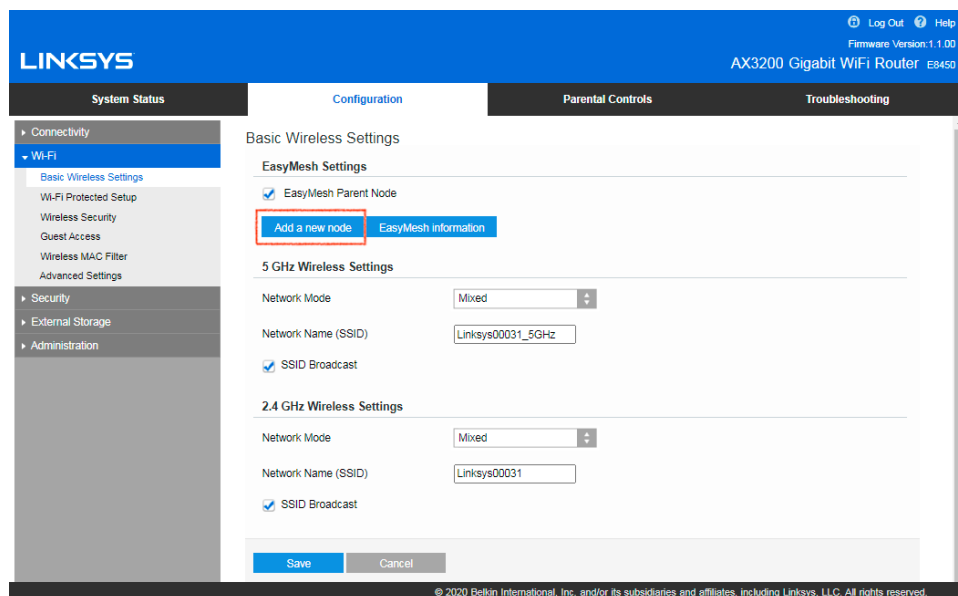 Log Out Help
Firmware Version:1.1.00
LINKSYS
AX3200 Gigabit WiFi Router E8450
System Status Configuration Parental Controls Troubleshooting
Connectivity
Wi-Fi
Basic Wireless Settings
Wi-Fi Protected Setup
Wireless Security
Guest Access
Wireless MAC Filter
Advanced Settings
Security
External Storage
Administration
Basic Wireless Settings
EasyMesh Settings
EasyMesh Parent Node
Add a new node EasyMesh information
5 GHz Wireless Settings
Network Mode Mixed
Network Name (SSID) Linksys00031_5GHz
SSID Broadcast
2.4 GHz Wireless Settings
Network Mode Mixed
Network Name (SSID) Linksys00031
SSID Broadcast
Save Cancel
© 2020 Belkin International, Inc. and/or its subsidiaries and affiliates, including Linksys, LLC. All rights reserved.